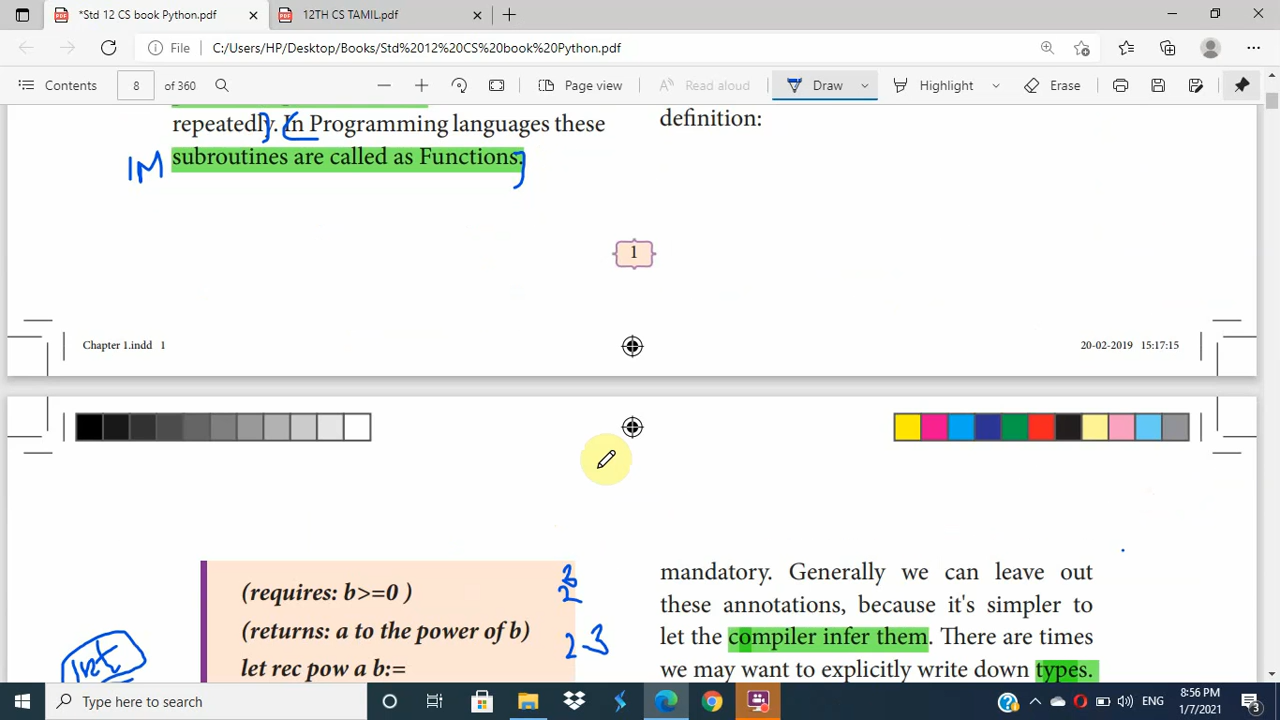 *Std 12 CS book Python.pdf
12TH CS TAMIL.pdf
File
C:/Users/HP/Desktop/Books/Std%2012%20CS%20book%20Python.pdf
Contents
8
of 360
Page view
Read aloud
Draw
Highlight
Erase
repeatedly. In Programming languages these
subroutines are called as Functions.
1M
definition:
1
Chapter 1.indd 1
20-02-2019 15:17:15
(requires: b>=0 )
(returns: a to the power of b)
let rec pow a b:=
2-3
mandatory. Generally we can leave out
these annotations, because it's simpler to
let the compiler infer them. There are times
we may want to explicitly write down types.
Type here to search
ENG
8:56 PM
1/7/2021
3